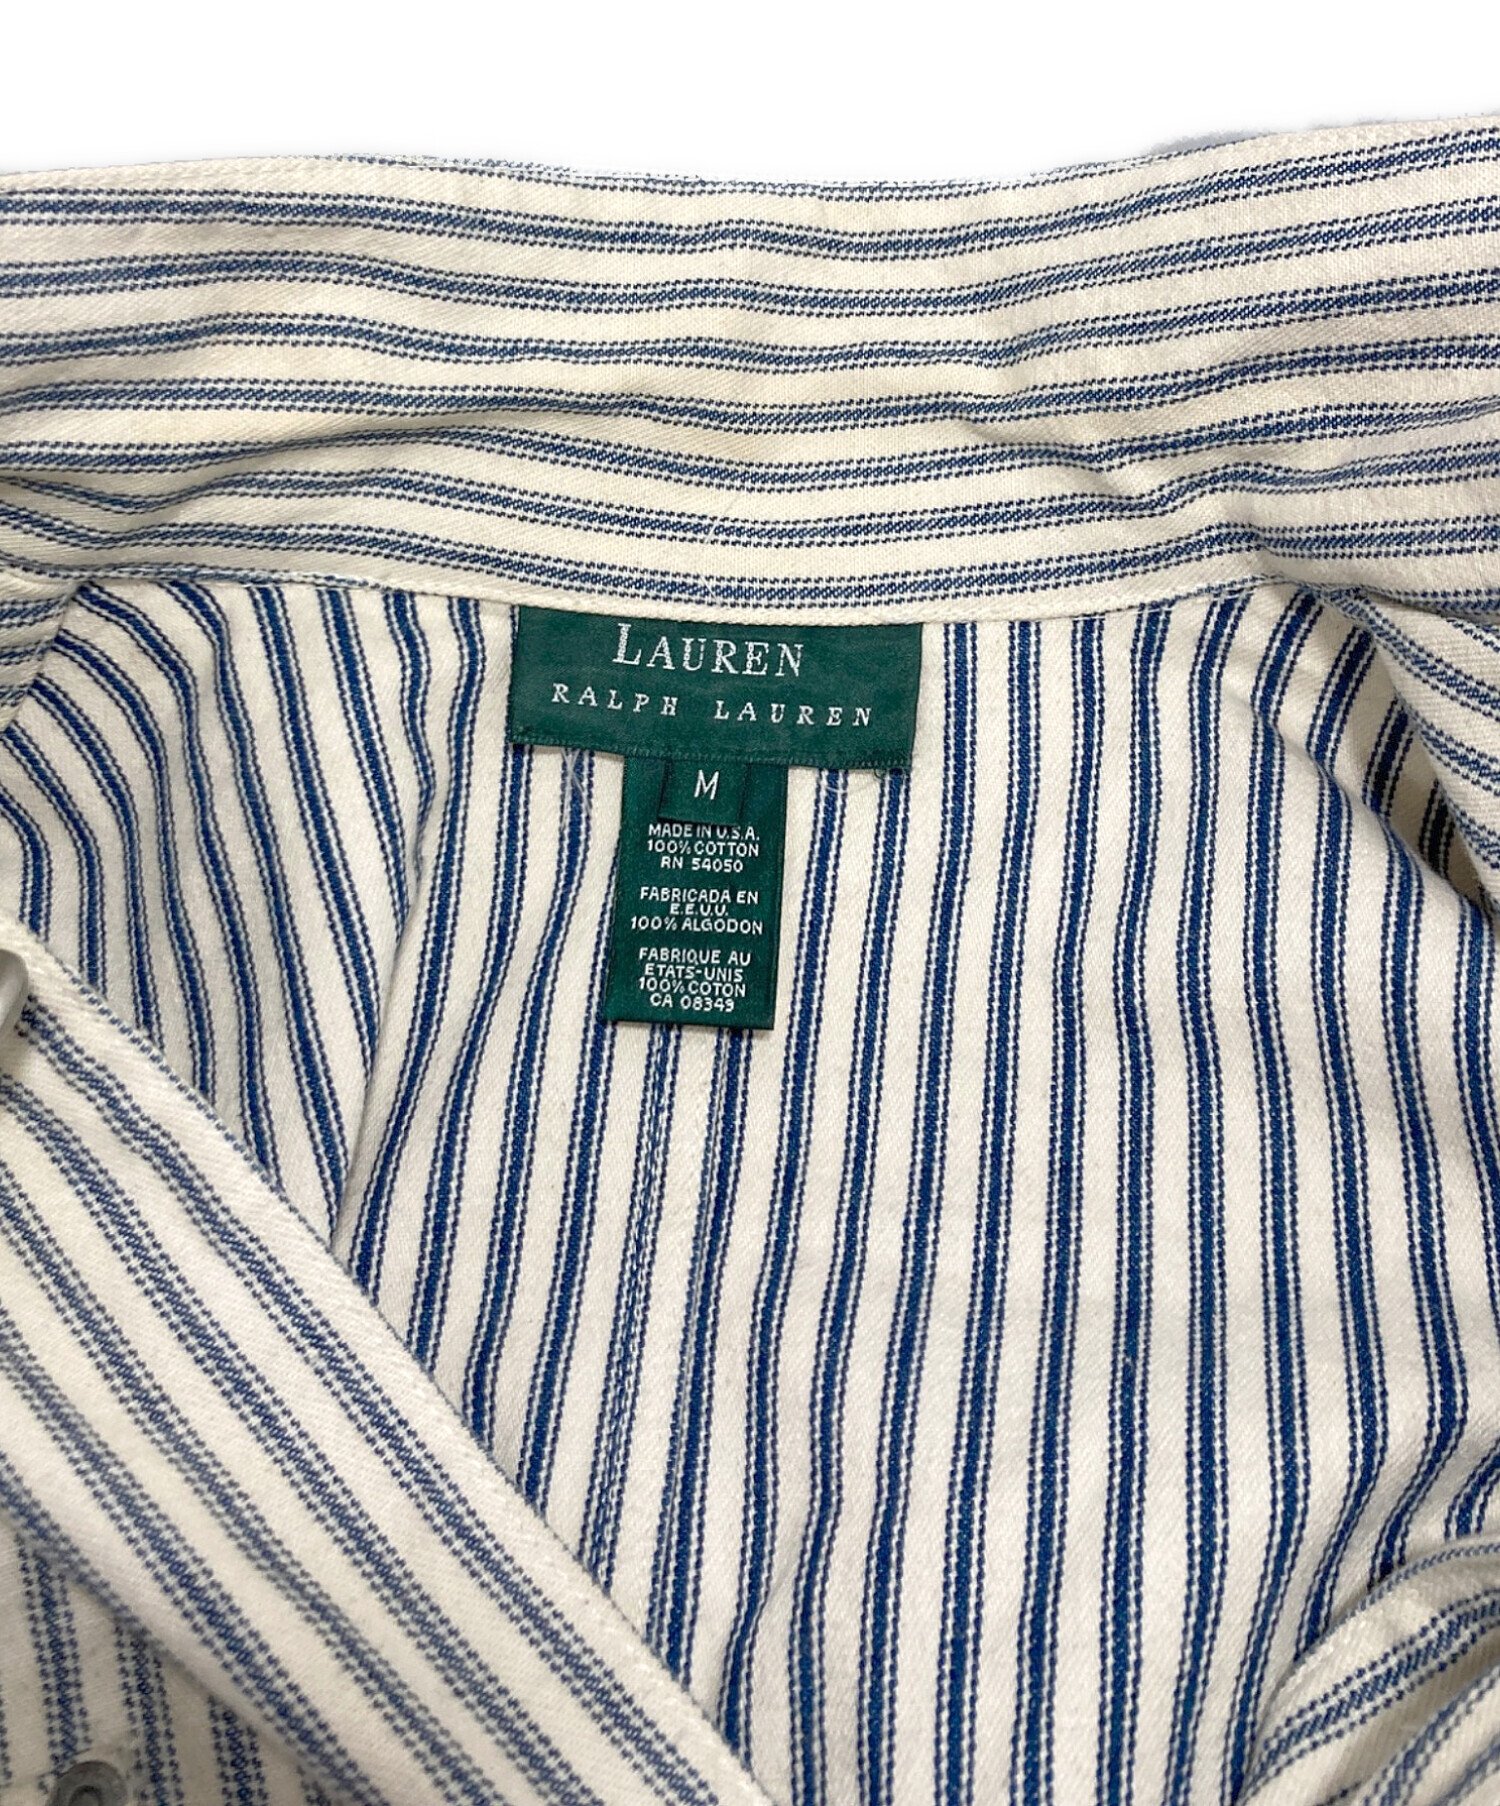 LAUREN
RALPH LAUREN
M
MADE IN U.S.A.
100% COTTON
RN 54050
FABRICADA EN
E.E.U.U.
100% ALGODON
FABRIQUE AU
ETATS-UNIS
100% COTON
CA 08349